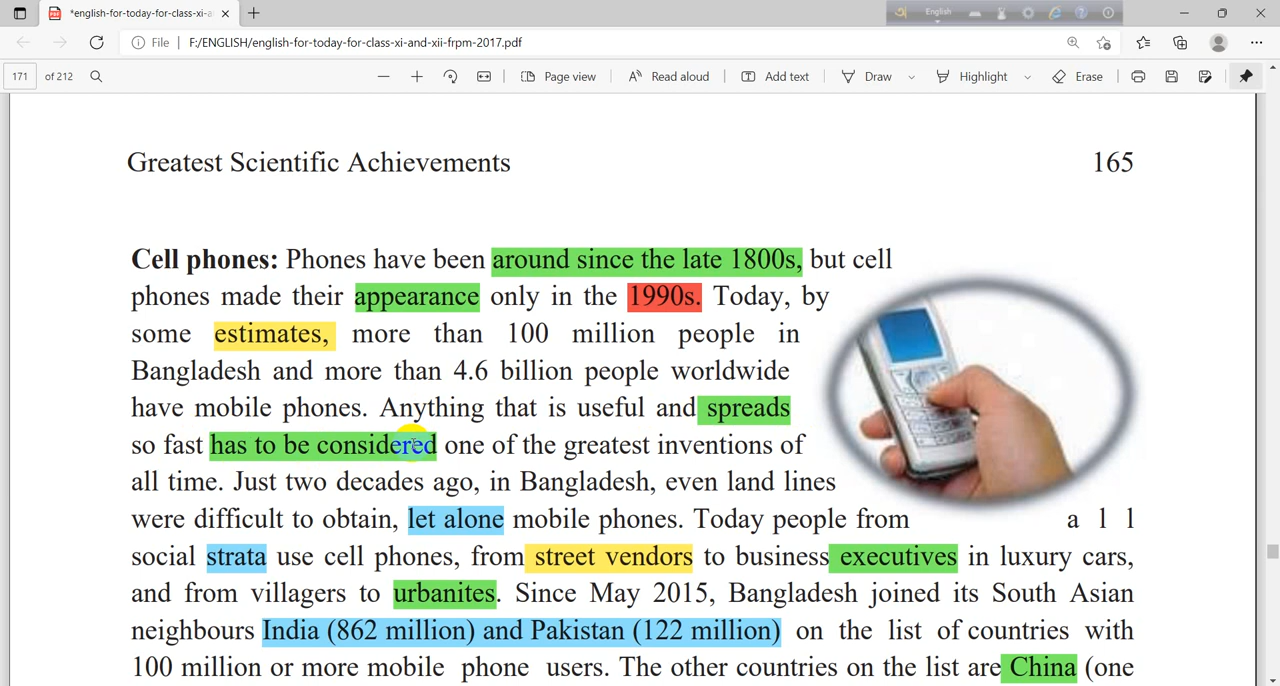 *english-for-today-for-class-xi-a
English
File | F:/ENGLISH/english-for-today-for-class-xi-and-xii-frpm-2017.pdf
171 of 212 Page view Read aloud Add text Draw Highlight Erase
Greatest Scientific Achievements 165
Cell phones: Phones have been around since the late 1800s, but cell
phones made their appearance only in the 1990s. Today, by
some estimates, more than 100 million people in
Bangladesh and more than 4.6 billion people worldwide
have mobile phones. Anything that is useful and spreads
so fast has to be considered one of the greatest inventions of
all time. Just two decades ago, in Bangladesh, even land lines
were difficult to obtain, let alone mobile phones. Today people from a l l
social strata use cell phones, from street vendors to business executives in luxury cars,
and from villagers to urbanites. Since May 2015, Bangladesh joined its South Asian
neighbours India (862 million) and Pakistan (122 million) on the list of countries with
100 million or more mobile phone users. The other countries on the list are China (one